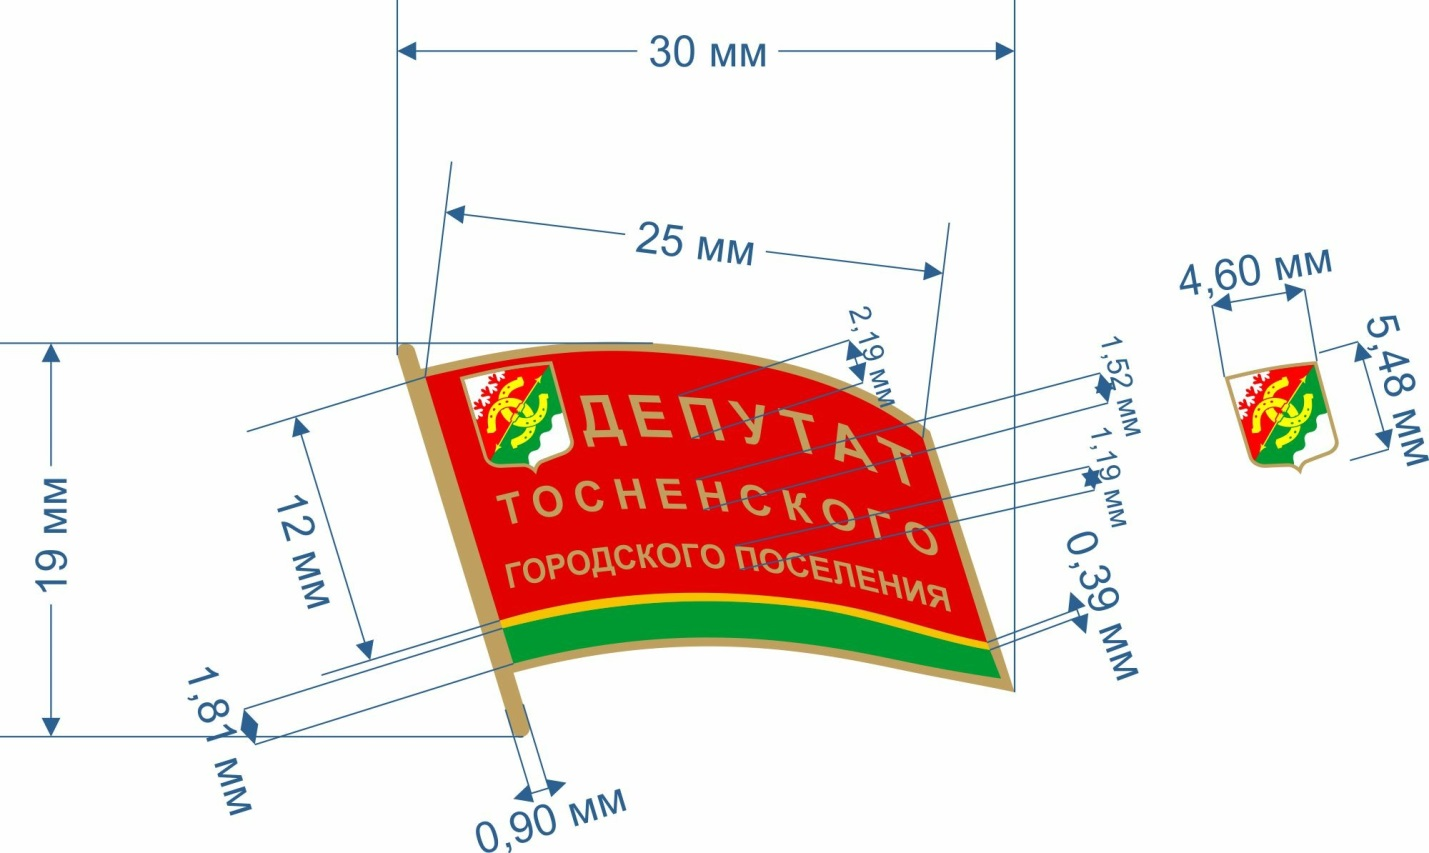 30 мм
25 мм
2,19 мм
1,52 мм
4,60 мм
5,48 мм
ДЕПУТАТ
ТОСНЕНСКОГО
ГОРОДСКОГО ПОСЕЛЕНИЯ
1,19 мм
19 мм
12 мм
0,39 мм
1,81 мм
0,90 мм